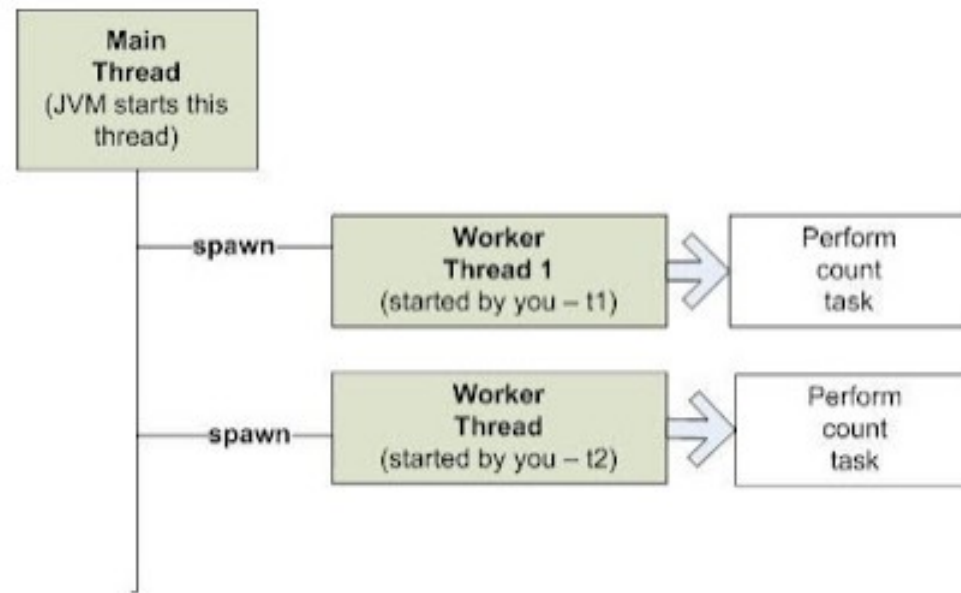 Main
Thread
(JVM starts this
thread)
spawn
Worker
Thread 1
(started by you – t1)
Perform
count
task
spawn
Worker
Thread
(started by you – t2)
Perform
count
task